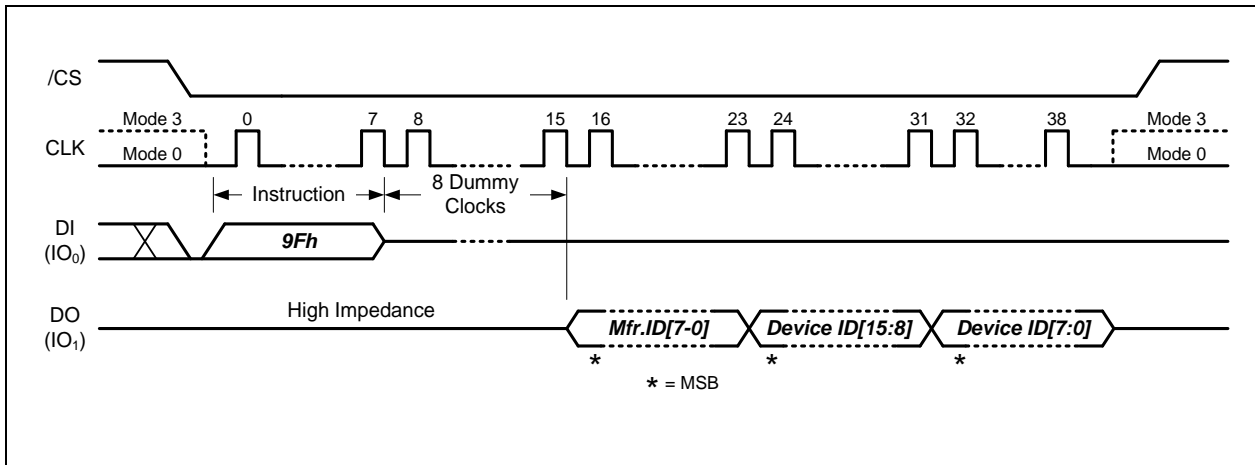 /CS
Mode 3 0 7 8 15 16 23 24 31 32 38 Mode 3
CLK
Mode 0 Mode 0
Instruction
8 Dummy
Clocks
DI
(IO₀)
9Fh
High Impedance
DO
(IO₁)
Mfr.ID[7-0] Device ID[15:8] Device ID[7:0]
* * *
* = MSB